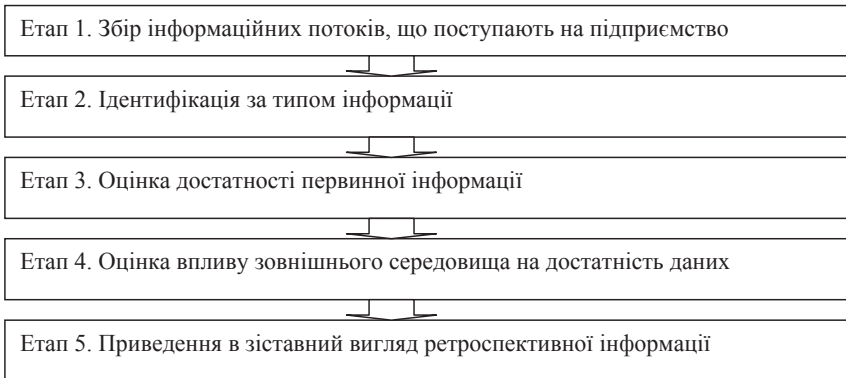 Етап 1. Збір інформаційних потоків, що поступають на підприємство
Етап 2. Ідентифікація за типом інформації
Етап 3. Оцінка достатності первинної інформації
Етап 4. Оцінка впливу зовнішнього середовища на достатність даних
Етап 5. Приведення в зіставний вигляд ретроспективної інформації